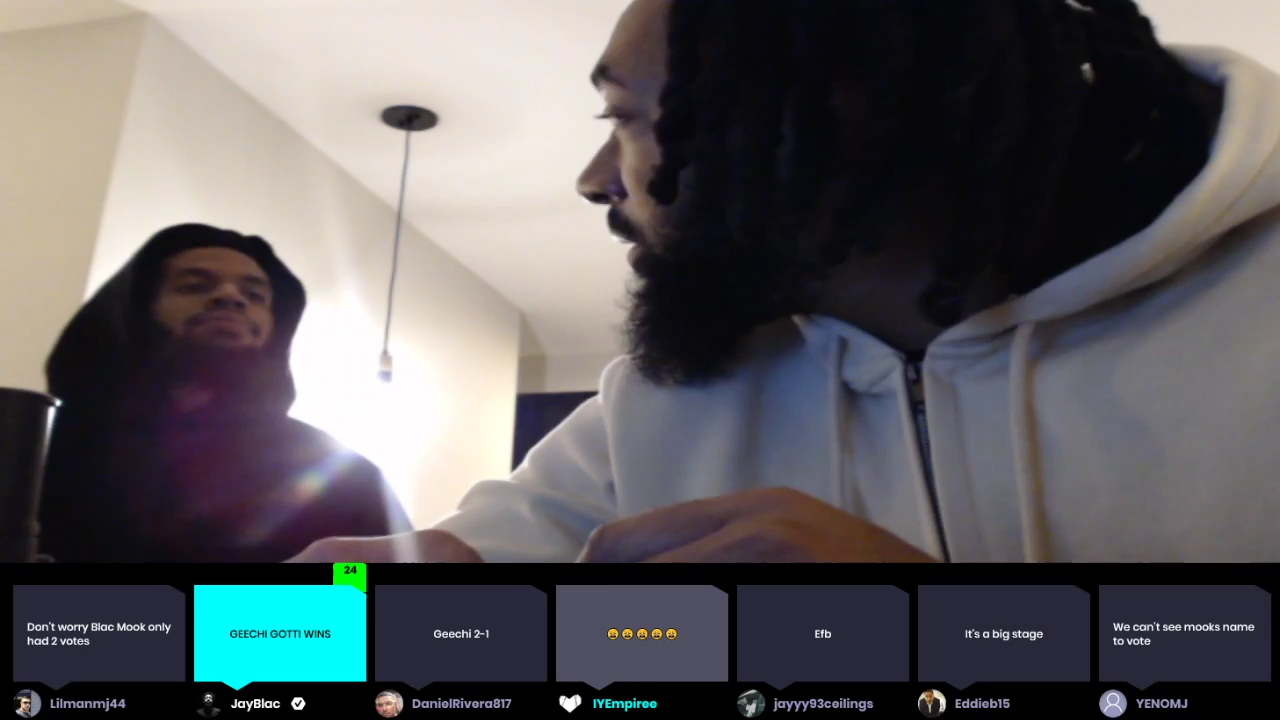 24
Don't worry Blac Mook only
had 2 votes
GEECHI GOTTI WINS
Geechi 2-1
😩😩😩😩😩
Efb
It's a big stage
We can't see mooks name
to vote
Lilmanmj44
JayBlac
DanielRivera817
IYEmpiree
jayyy93ceilings
Eddieb15
YENOMJ